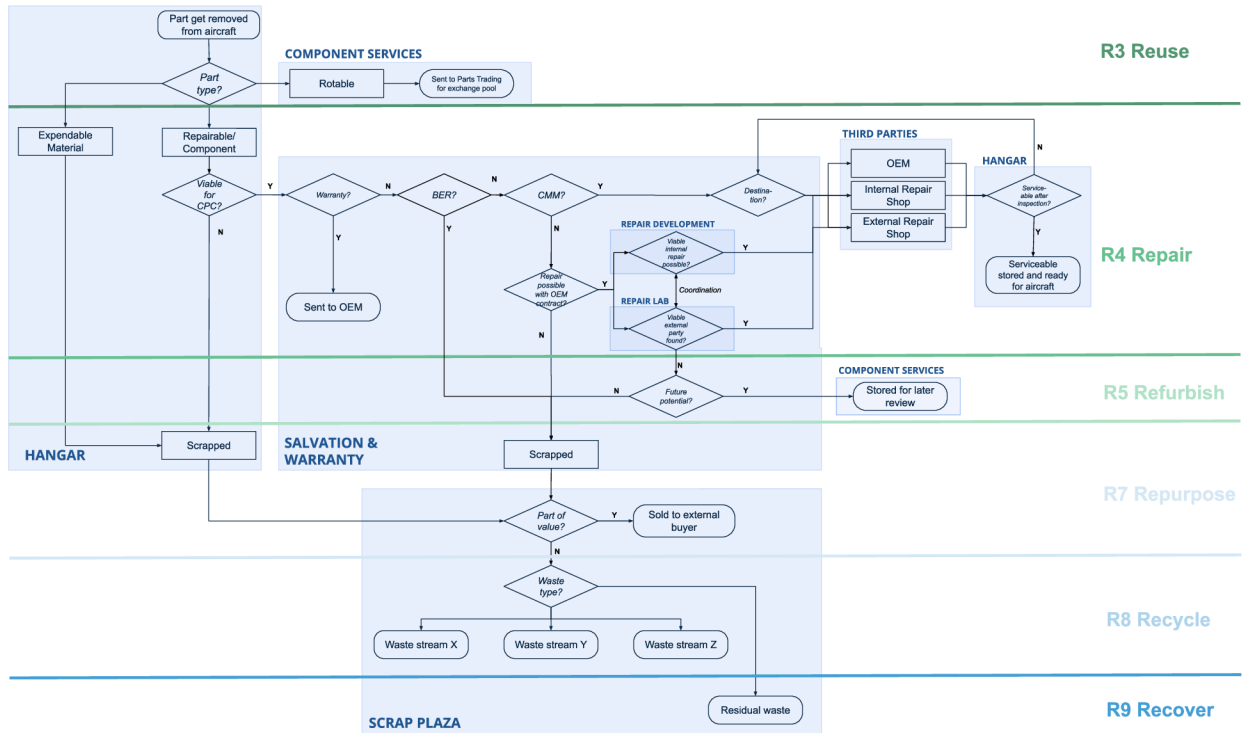 Part get removed
from aircraft
COMPONENT SERVICES
R3 Reuse
Part
type?
Rotable
Sent to Parts Trading
for exchange pool
Expendable
Material
Repairable/
Component
THIRD PARTIES
OEM
N
HANGAR
Viable
for
CPC?
Y
Warranty?
N
BER?
N
CMM?
Y
Destina-
tion?
Internal Repair
Shop
Service-
able after
inspection?
External Repair
Shop
N
Y
Y
N
REPAIR DEVELOPMENT
Viable
internal
repair
possible?
Y
Y
R4 Repair
Serviceable
stored and ready
for aircraft
Repair
possible
with OEM
contract?
Y
Coordination
Sent to OEM
REPAIR LAB
Viable
external
party
found?
Y
N
N
COMPONENT SERVICES
Future
potential?
N
Y
Stored for later
review
R5 Refurbish
Scrapped
HANGAR
SALVATION &
WARRANTY
Scrapped
R7 Repurpose
Part of
value?
Y
Sold to external
buyer
N
Waste
type?
R8 Recycle
Waste stream X
Waste stream Y
Waste stream Z
Residual waste
R9 Recover
SCRAP PLAZA